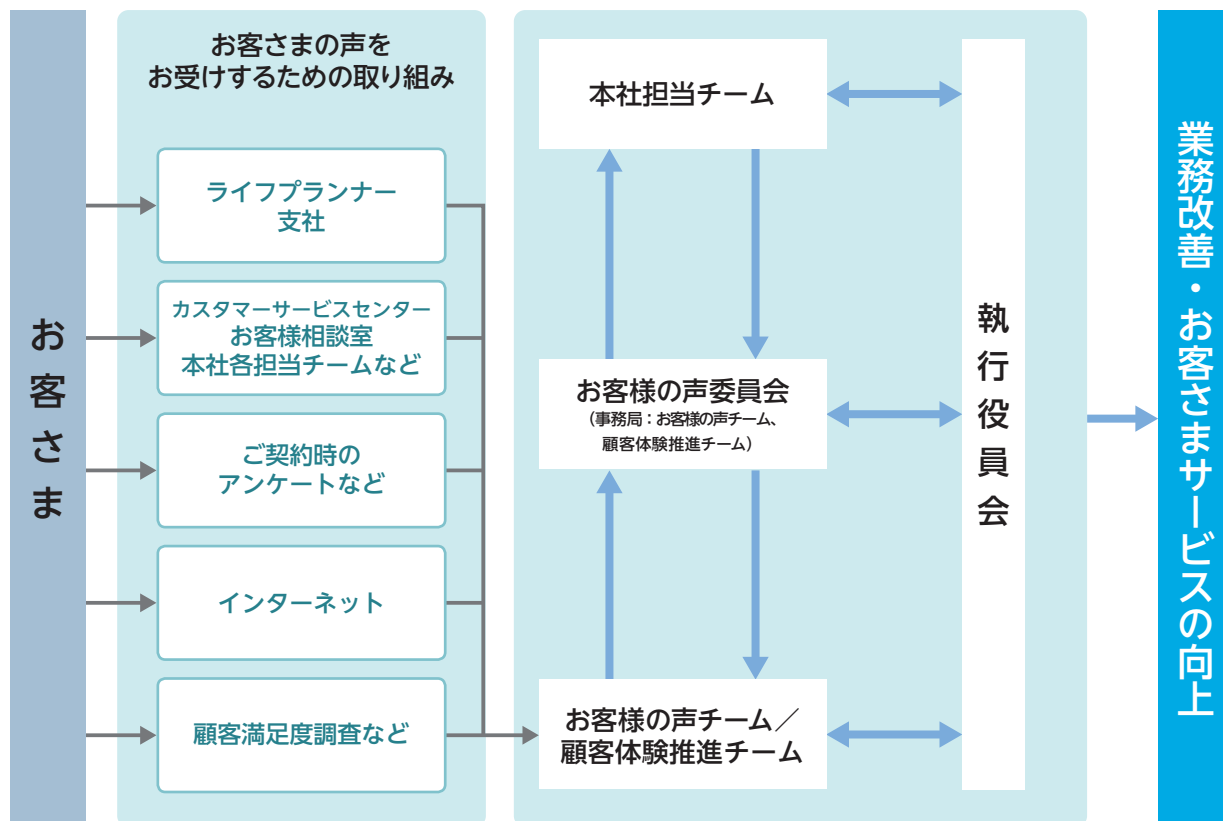 お客さま
お客さまの声を
お受けするための取り組み
ライフプランナー
支社
カスタマーサービスセンター
お客様相談室
本社各担当チームなど
ご契約時の
アンケートなど
インターネット
顧客満足度調査など
本社担当チーム
お客様の声委員会
(事務局：お客様の声チーム、
顧客体験推進チーム)
お客様の声チーム／
顧客体験推進チーム
執行役員会
業務改善・お客さまサービスの向上